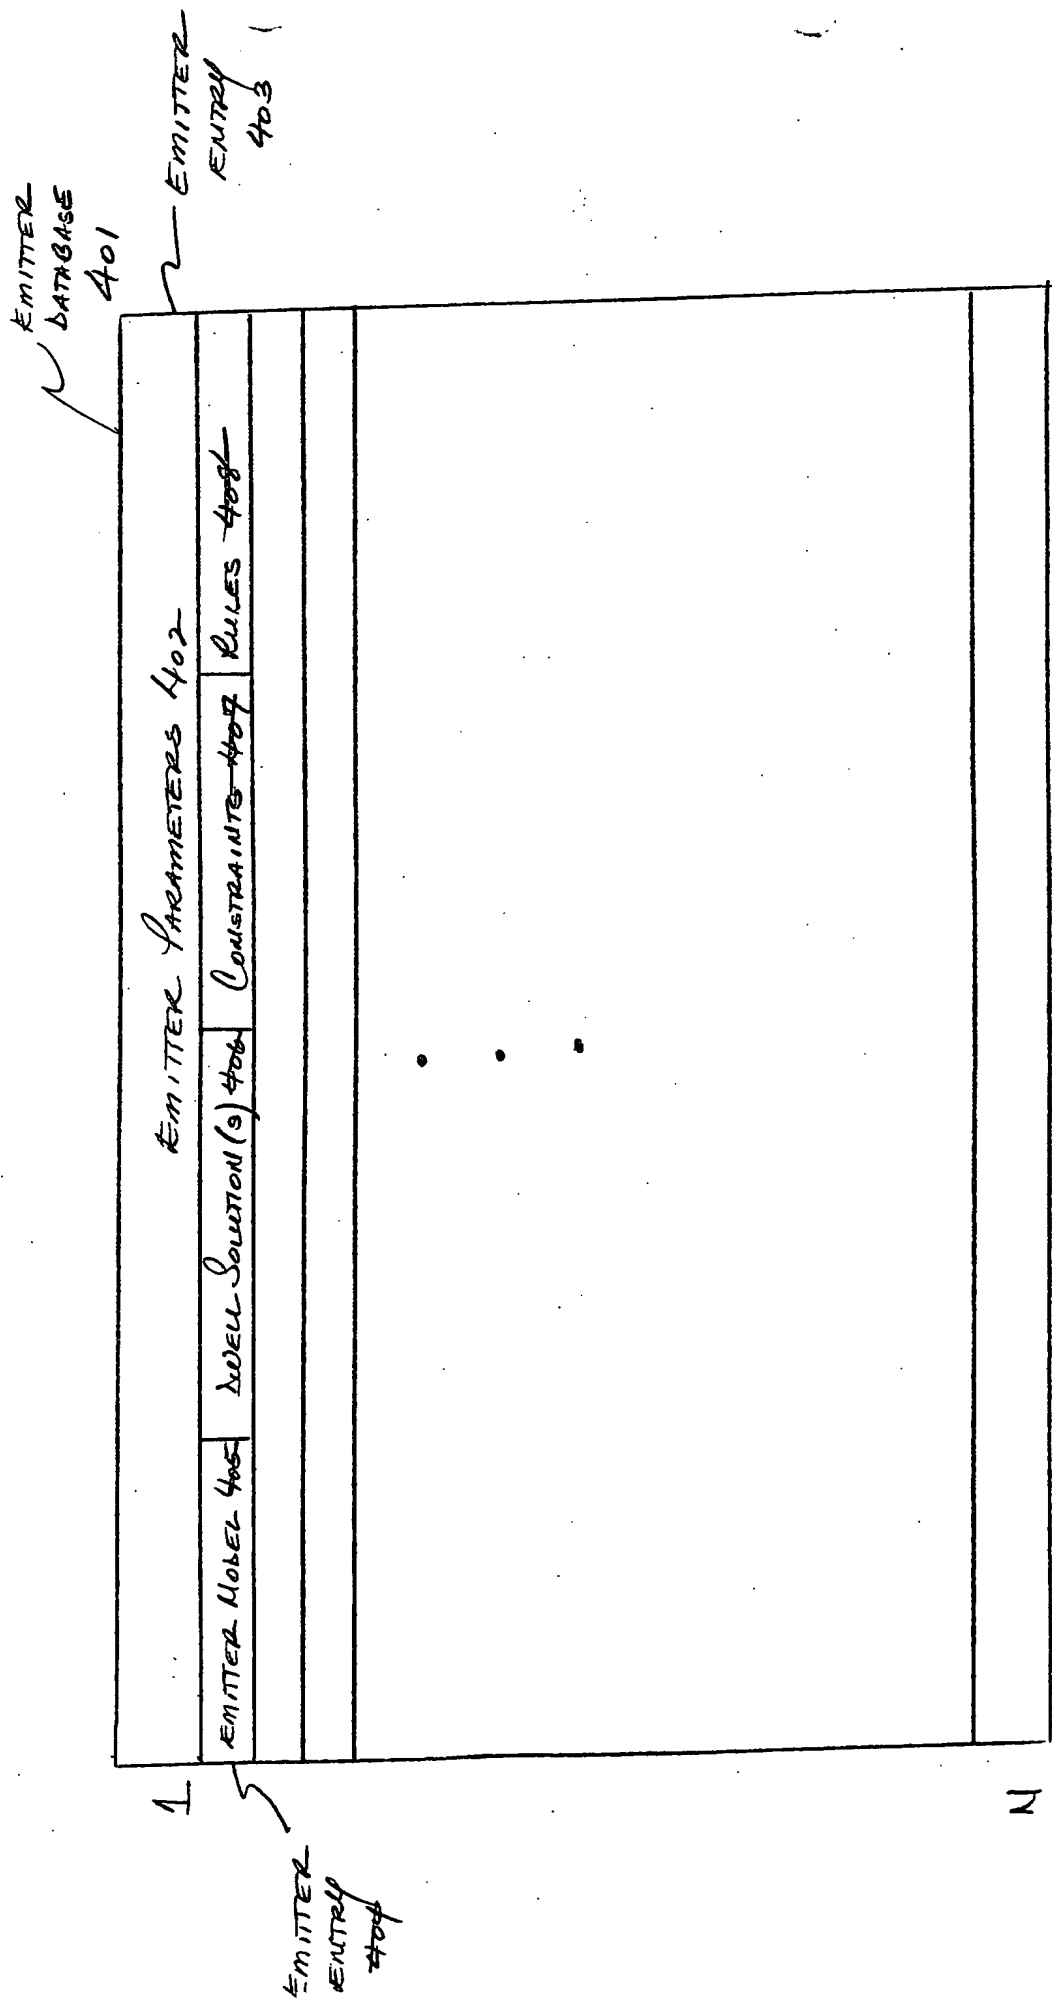 EMITTER
DATABASE
401
EMITTER
ENTRY
403
1
EMITTER PARAMETERS 402
EMITTER MODEL 405 DWELL SOLUTION(S) 406 CONSTRAINTS 407 RULES 408
EMITTER
ENTRY
404
N